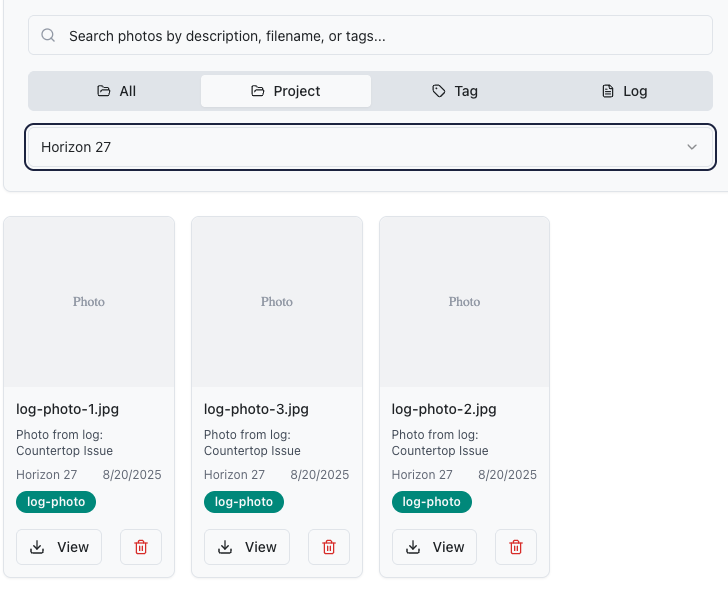 Search photos by description, filename, or tags...
All Project Tag Log
Horizon 27
Photo Photo Photo
log-photo-1.jpg log-photo-3.jpg log-photo-2.jpg
Photo from log: Photo from log: Photo from log:
Countertop Issue Countertop Issue Countertop Issue
Horizon 27 8/20/2025 Horizon 27 8/20/2025 Horizon 27 8/20/2025
log-photo log-photo log-photo
View View View